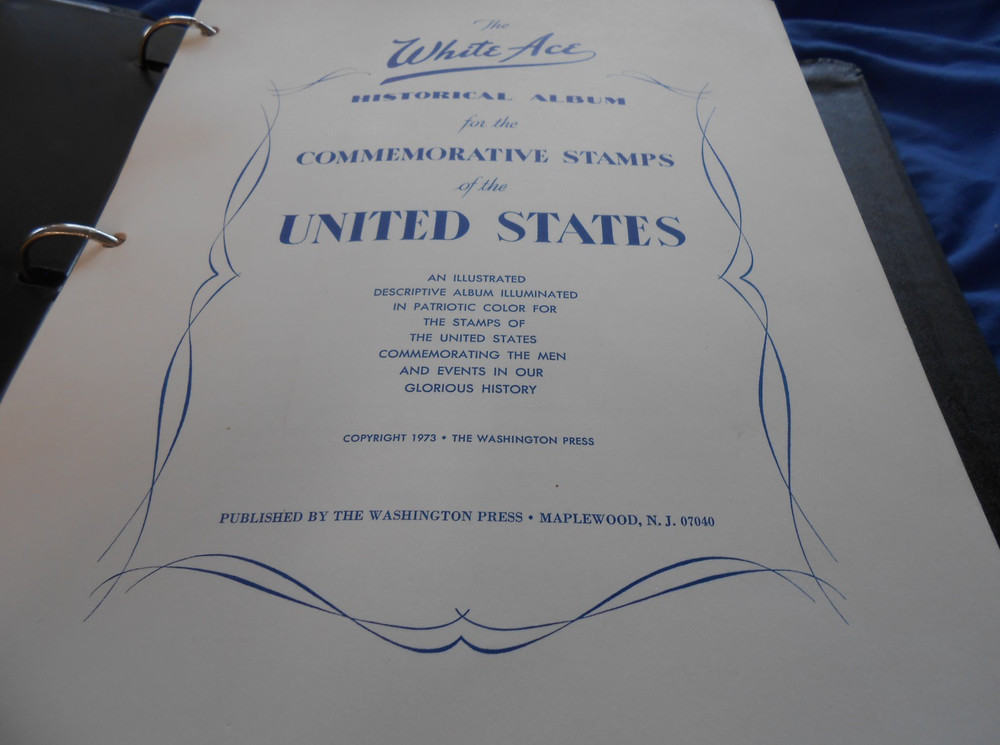 The
White Ace
HISTORICAL ALBUM
for the
COMMEMORATIVE STAMPS
of the
UNITED STATES
AN ILLUSTRATED
DESCRIPTIVE ALBUM ILLUMINATED
IN PATRIOTIC COLOR FOR
THE STAMPS OF
THE UNITED STATES
COMMEMORATING THE MEN
AND EVENTS IN OUR
GLORIOUS HISTORY
COPYRIGHT 1973 • THE WASHINGTON PRESS
PUBLISHED BY THE WASHINGTON PRESS • MAPLEWOOD, N. J. 07040